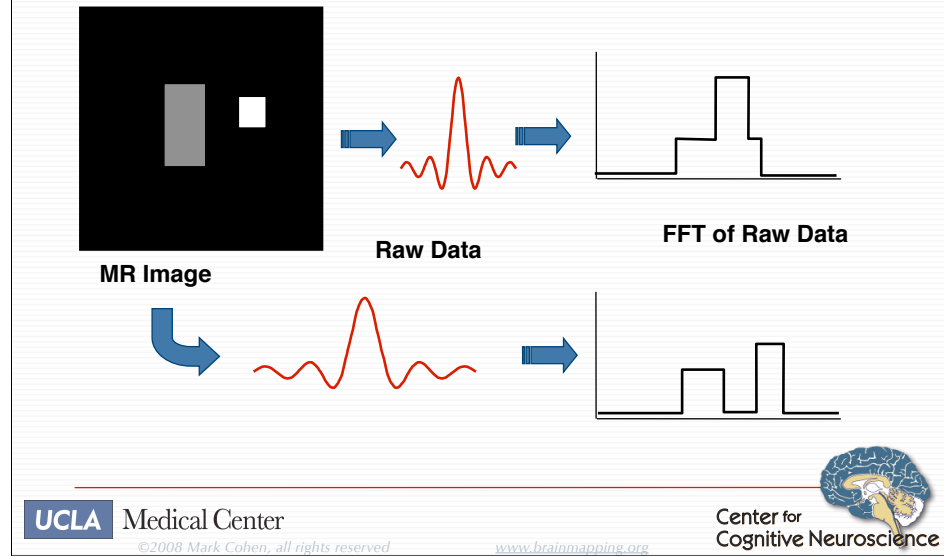 Raw Data
FFT of Raw Data
MR Image
UCLA Medical Center
Center for
Cognitive Neuroscience
©2008 Mark Cohen, all rights reserved
www.brainmapping.org